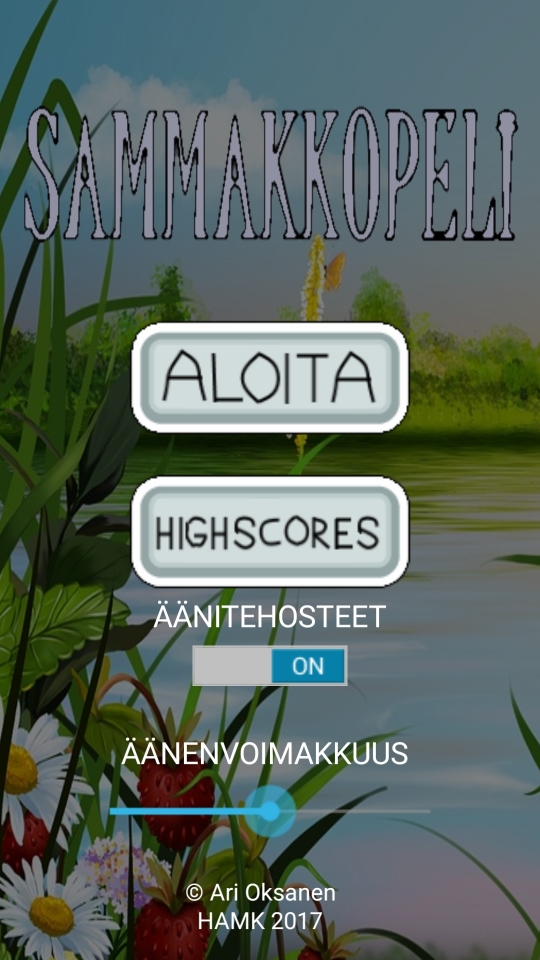 SAMMAKKOPELI
ALOITA
HIGHSCORES
ÄÄNITEHOSTEET
ON
ÄÄNENVOIMAKKUUS
© Ari Oksanen
HAMK 2017